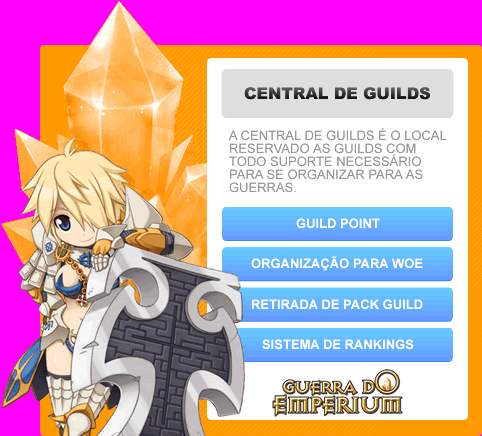 CENTRAL DE GUILDS
A CENTRAL DE GUILDS É O LOCAL
RESERVADO AS GUILDS COM
TODO SUPORTE NECESSÁRIO
PARA SE ORGANIZAR PARA AS
GUERRAS.
GUILD POINT
ORGANIZAÇÃO PARA WOE
RETIRADA DE PACK GUILD
SISTEMA DE RANKINGS
GUERRA DO
EMPERIUM